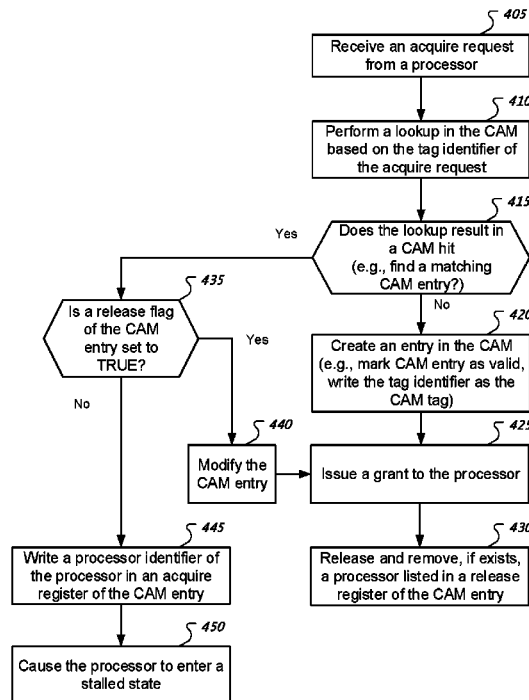 405
Receive an acquire request
from a processor
410
Perform a lookup in the CAM
based on the tag identifier of
the acquire request
415
Does the lookup result in
a CAM hit
(e.g., find a matching
CAM entry?)
Yes
No
435
Is a release flag
of the CAM
entry set to
TRUE?
Yes
No
420
Create an entry in the CAM
(e.g., mark CAM entry as valid,
write the tag identifier as the
CAM tag)
440
Modify the
CAM entry
425
Issue a grant to the processor
430
Release and remove, if exists,
a processor listed in a release
register of the CAM entry
445
Write a processor identifier of
the processor in an acquire
register of the CAM entry
450
Cause the processor to enter a
stalled state